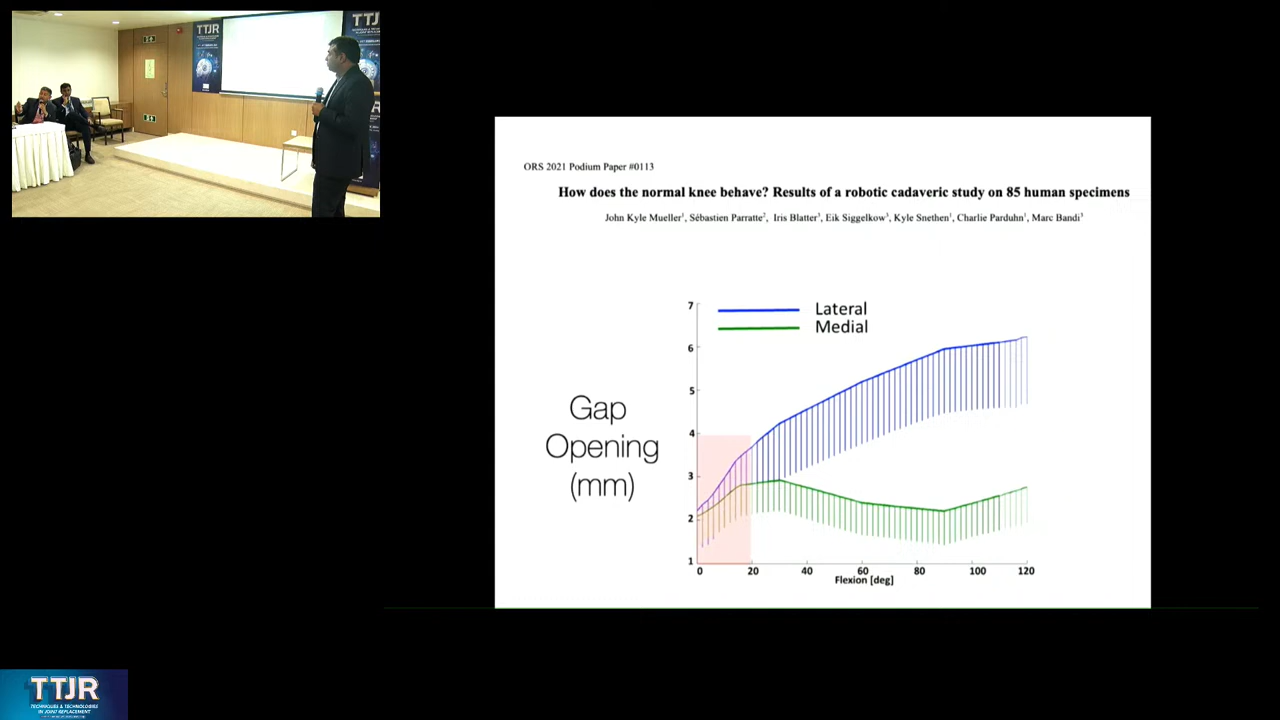 TTJR
TTJ
ORS 2021 Podium Paper #0113
How does the normal knee behave? Results of a robotic cadaveric study on 85 human specimens
John Kyle Mueller¹, Sébastien Parratte², Iris Blatter³, Eik Siggelkow³, Kyle Snethen¹, Charlie Parduhn¹, Marc Bandi³
Lateral
Medial
Gap
Opening
(mm)
7
6
5
4
3
2
1
0 20 40 60 80 100 120
Flexion [deg]
TTJR
TECHNIQUES & TECHNOLOGIES
IN JOINT REPLACEMENT